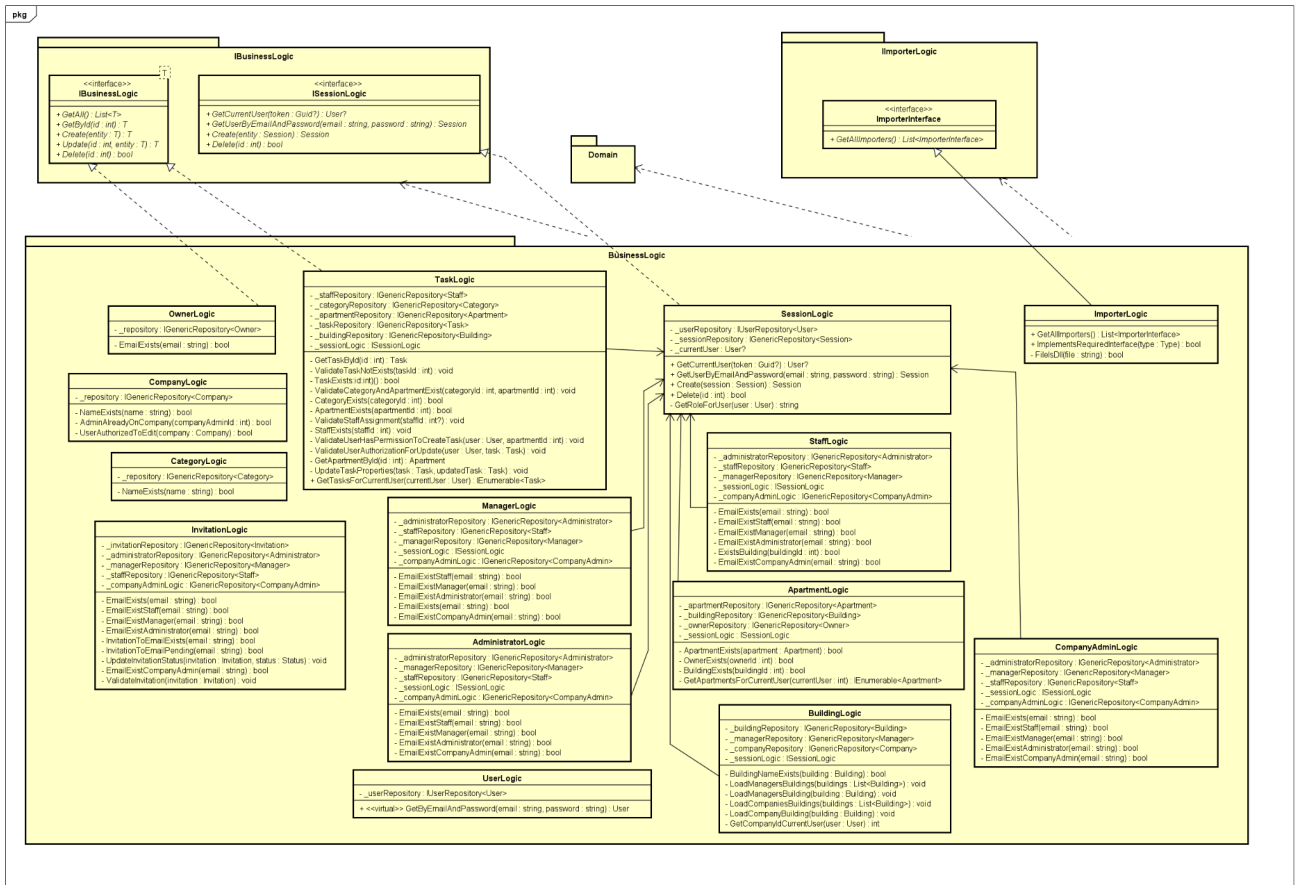 pkg
IBusinessLogic
T
<<interface>>
IBusinessLogic
+ GetAll() : List<T>
+ GetById(id : int) : T
+ Create(entity : T) : T
+ Update(id : int, entity : T) : T
+ Delete(id : int) : bool
<<interface>>
ISessionLogic
+ GetCurrentUser(token : Guid?) : User?
+ GetUserByEmailAndPassword(email : string, password : string) : Session
+ Create(entity : Session) : Session
+ Delete(id : int) : bool
Domain
IImporterLogic
<<interface>>
ImporterInterface
+ GetAllImporters() : List<ImporterInterface>
BusinessLogic
OwnerLogic
- _repository : IGenericRepository<Owner>
- EmailExists(email : string) : bool
CompanyLogic
- _repository : IGenericRepository<Company>
- NameExists(name : string) : bool
- AdminAlreadyOnCompany(companyAdminId : int) : bool
- UserAuthorizedToEdit(company : Company) : bool
CategoryLogic
- _repository : IGenericRepository<Category>
- NameExists(name : string) : bool
InvitationLogic
- _invitationRepository : IGenericRepository<Invitation>
- _administratorRepository : IGenericRepository<Administrator>
- _managerRepository : IGenericRepository<Manager>
- _staffRepository : IGenericRepository<Staff>
- _companyAdminLogic : IGenericRepository<CompanyAdmin>
- EmailExists(email : string) : bool
- EmailExistStaff(email : string) : bool
- EmailExistManager(email : string) : bool
- EmailExistAdministrator(email : string) : bool
- InvitationToEmailExists(email : string) : bool
- InvitationToEmailPending(email : string) : bool
- UpdateInvitationStatus(invitation : Invitation, status : Status) : void
- EmailExistCompanyAdmin(email : string) : bool
- ValidateInvitation(invitation : Invitation) : void
TaskLogic
- _staffRepository : IGenericRepository<Staff>
- _categoryRepository : IGenericRepository<Category>
- _apartmentRepository : IGenericRepository<Apartment>
- _taskRepository : IGenericRepository<Task>
- _buildingRepository : IGenericRepository<Building>
- _sessionLogic : ISessionLogic
- GetTaskById(id : int) : Task
- ValidateTaskNotExists(taskId : int) : void
- TaskExists:id:int)() : bool
- ValidateCategoryAndApartmentExist(categoryId : int, apartmentId : int) : void
- CategoryExists(categoryId : int) : bool
- ApartmentExists(apartmentId : int) : bool
- ValidateStaffAssignment(staffId : int?) : void
- StaffExists(staffId : int) : void
- ValidateUserHasPermissionToCreateTask(user : User, apartmentId : int) : void
- ValidateUserAuthorizationForUpdate(user : User, task : Task) : void
- GetApartmentById(id : int) : Apartment
- UpdateTaskProperties(task : Task, updatedTask : Task) : void
+ GetTasksForCurrentUser(currentUser : User) : IEnumerable<Task>
ManagerLogic
- _administratorRepository : IGenericRepository<Administrator>
- _staffRepository : IGenericRepository<Staff>
- _managerRepository : IGenericRepository<Manager>
- _sessionLogic : ISessionLogic
- _companyAdminLogic : IGenericRepository<CompanyAdmin>
- EmailExistStaff(email : string) : bool
- EmailExistManager(email : string) : bool
- EmailExistAdministrator(email : string) : bool
- EmailExists(email : string) : bool
- EmailExistCompanyAdmin(email : string) : bool
AdministratorLogic
- _administratorRepository : IGenericRepository<Administrator>
- _managerRepository : IGenericRepository<Manager>
- _staffRepository : IGenericRepository<Staff>
- _sessionLogic : ISessionLogic
- _companyAdminLogic : IGenericRepository<CompanyAdmin>
- EmailExists(email : string) : bool
- EmailExistStaff(email : string) : bool
- EmailExistManager(email : string) : bool
- EmailExistAdministrator(email : string) : bool
- EmailExistCompanyAdmin(email : string) : bool
UserLogic
- _userRepository : IUserRepository<User>
+ <<virtual>> GetByEmailAndPassword(email : string, password : string) : User
SessionLogic
- _userRepository : IUserRepository<User>
- _sessionRepository : IGenericRepository<Session>
- _currentUser : User?
+ GetCurrentUser(token : Guid?) : User?
+ GetUserByEmailAndPassword(email : string, password : string) : Session
+ Create(session : Session) : Session
+ Delete(id : int) : bool
- GetRoleForUser(user : User) : string
StaffLogic
- _administratorRepository : IGenericRepository<Administrator>
- _staffRepository : IGenericRepository<Staff>
- _managerRepository : IGenericRepository<Manager>
- _sessionLogic : ISessionLogic
- _companyAdminLogic : IGenericRepository<CompanyAdmin>
- EmailExists(email : string) : bool
- EmailExistStaff(email : string) : bool
- EmailExistManager(email : string) : bool
- EmailExistAdministrator(email : string) : bool
- ExistsBuilding(buildingId : int) : bool
- EmailExistCompanyAdmin(email : string) : bool
ApartmentLogic
- _apartmentRepository : IGenericRepository<Apartment>
- _buildingRepository : IGenericRepository<Building>
- _ownerRepository : IGenericRepository<Owner>
- _sessionLogic : ISessionLogic
- ApartmentExists(apartment : Apartment) : bool
- OwnerExists(ownerId : int) : bool
- BuildingExists(buildingId : int) : bool
- GetApartmentsForCurrentUser(currentUser : int) : IEnumerable<Apartment>
BuildingLogic
- _buildingRepository : IGenericRepository<Building>
- _managerRepository : IGenericRepository<Manager>
- _companyRepository : IGenericRepository<Company>
- _sessionLogic : ISessionLogic
- BuildingNameExists(building : Building) : bool
- LoadManagersBuildings(buildings : List<Building>) : void
- LoadManagersBuilding(building : Building) : void
- LoadCompaniesBuildings(buildings : List<Building>) : void
- LoadCompanyBuilding(building : Building) : void
- GetCompanyIdCurrentUser(user : User) : int
ImporterLogic
+ GetAllImporters() : List<ImporterInterface>
+ ImplementsRequiredInterface(type : Type) : bool
- FileIsDll(file : string) : bool
CompanyAdminLogic
- _administratorRepository : IGenericRepository<Administrator>
- _managerRepository : IGenericRepository<Manager>
- _staffRepository : IGenericRepository<Staff>
- _sessionLogic : ISessionLogic
- _companyAdminLogic : IGenericRepository<CompanyAdmin>
- EmailExists(email : string) : bool
- EmailExistStaff(email : string) : bool
- EmailExistManager(email : string) : bool
- EmailExistAdministrator(email : string) : bool
- EmailExistCompanyAdmin(email : string) : bool